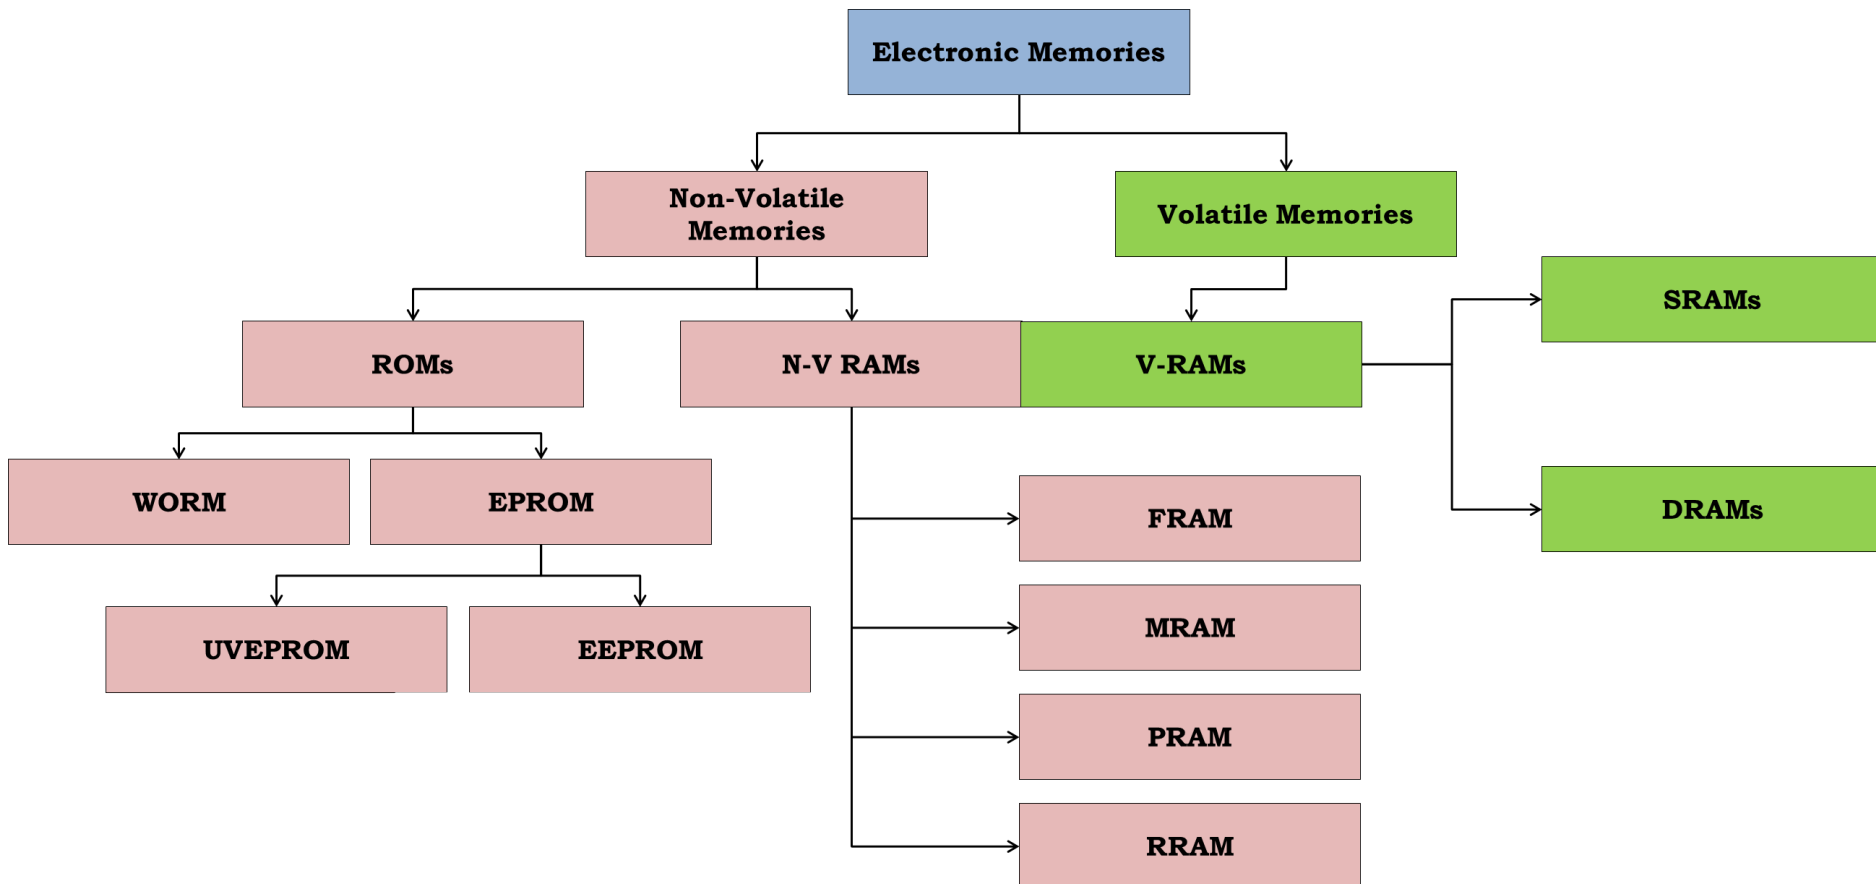 Electronic Memories
Non-Volatile
Memories
Volatile Memories
SRAMs
ROMs
N-V RAMs
V-RAMs
WORM
EPROM
FRAM
DRAMs
UVEPROM
EEPROM
MRAM
PRAM
RRAM